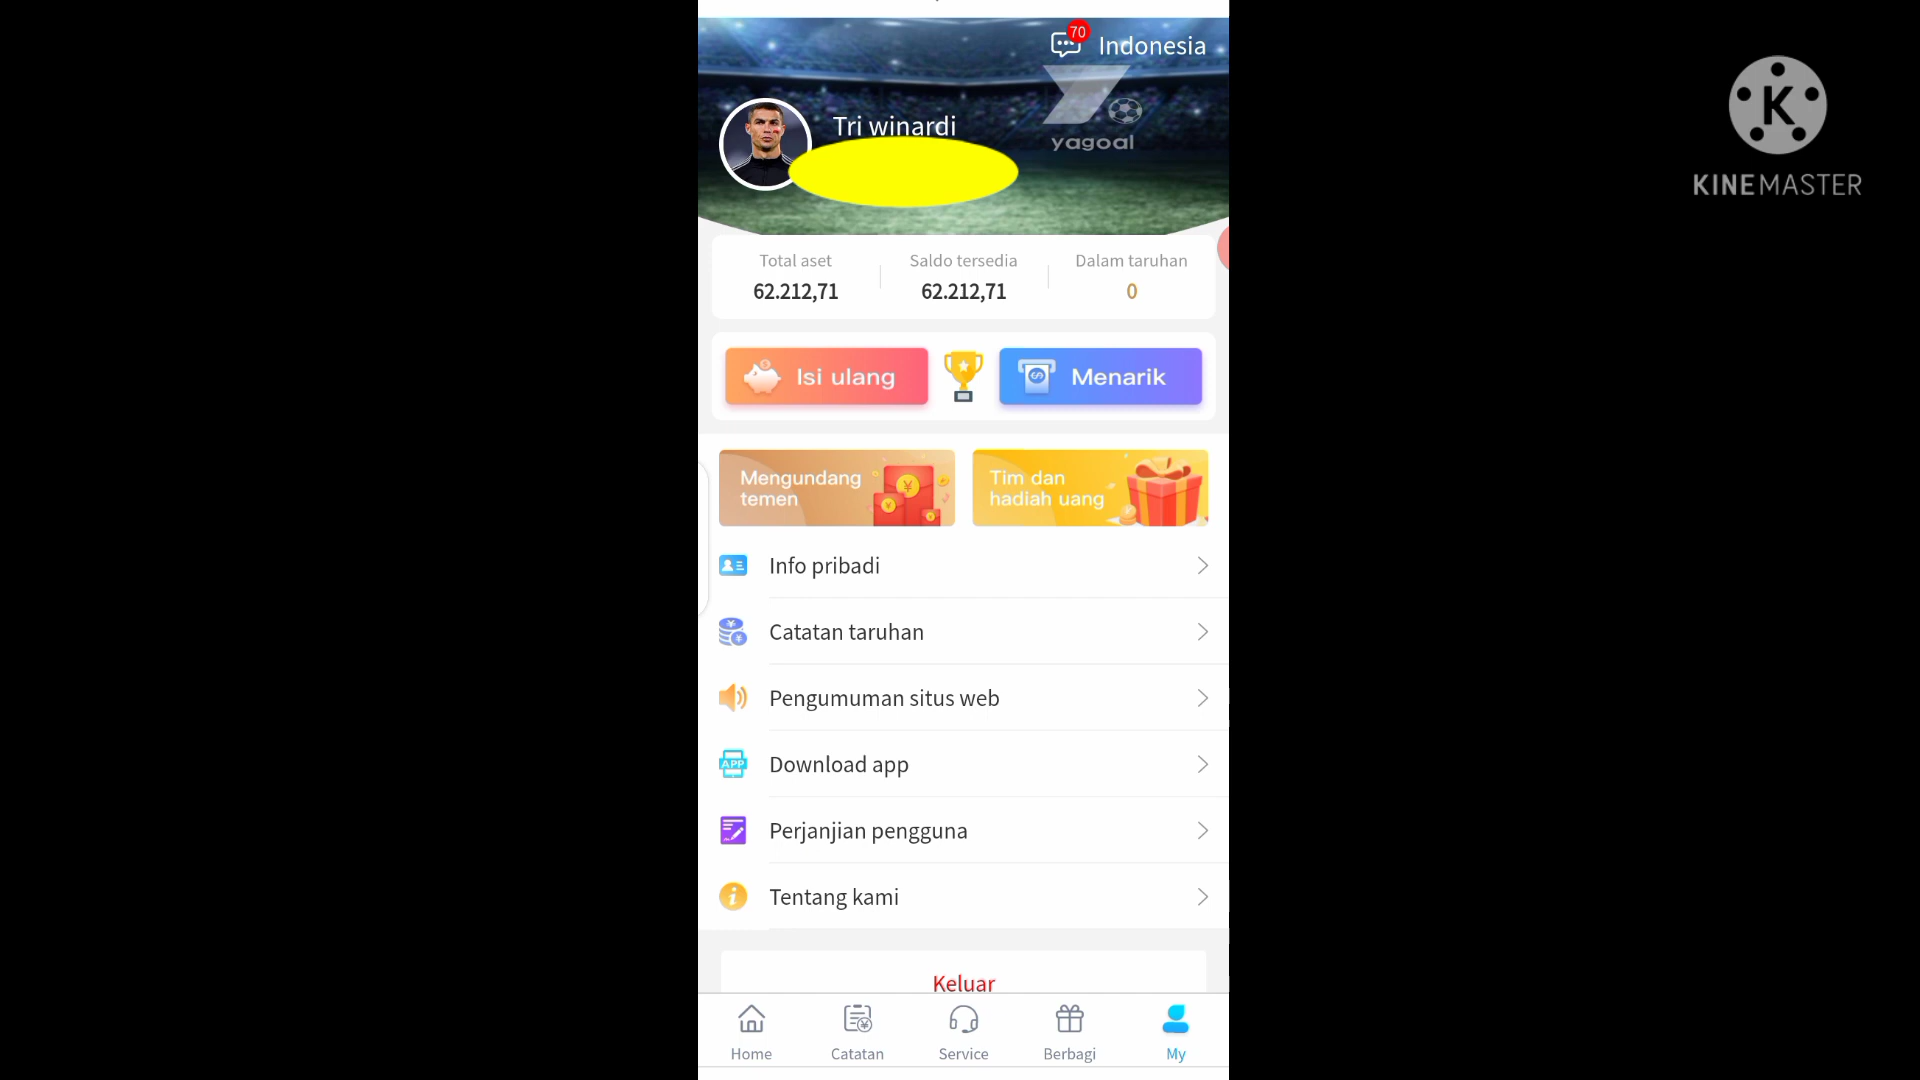 70
Indonesia
Tri winardi
yagoal
K
KINEMASTER
Total aset
Saldo tersedia
Dalam taruhan
62.212,71
62.212,71
0
Isi ulang
Menarik
Mengundang
temen
Tim dan
hadiah uang
Info pribadi
Catatan taruhan
Pengumuman situs web
APP
Download app
Perjanjian pengguna
Tentang kami
Keluar
Home
Catatan
Service
Berbagi
My